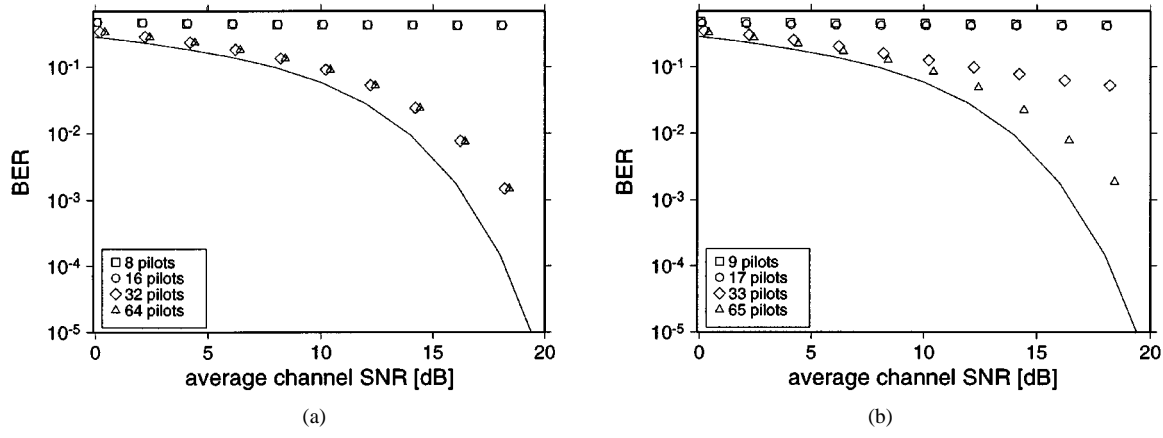 BER
10^-1
10^-2
10^-3
10^-4
10^-5
8 pilots
16 pilots
32 pilots
64 pilots
0 5 10 15 20
average channel SNR [dB]
(a)
BER
10^-1
10^-2
10^-3
10^-4
10^-5
9 pilots
17 pilots
33 pilots
65 pilots
0 5 10 15 20
average channel SNR [dB]
(b)